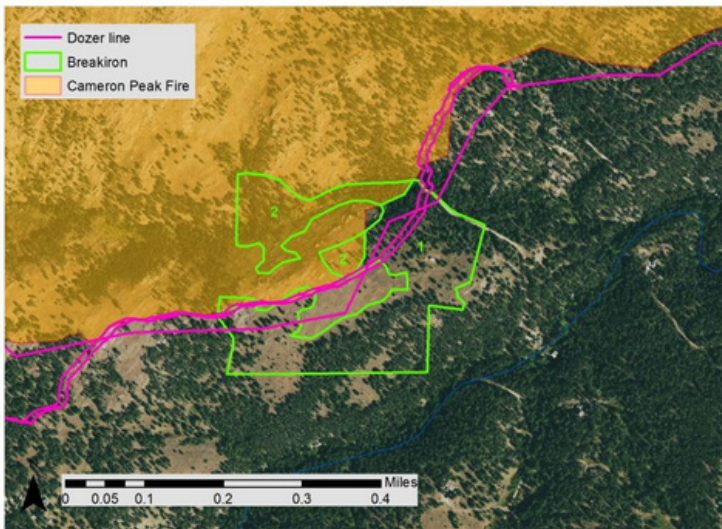 Dozer line
Breakiron
Cameron Peak Fire
2
2
1
Miles
0 0.05 0.1 0.2 0.3 0.4